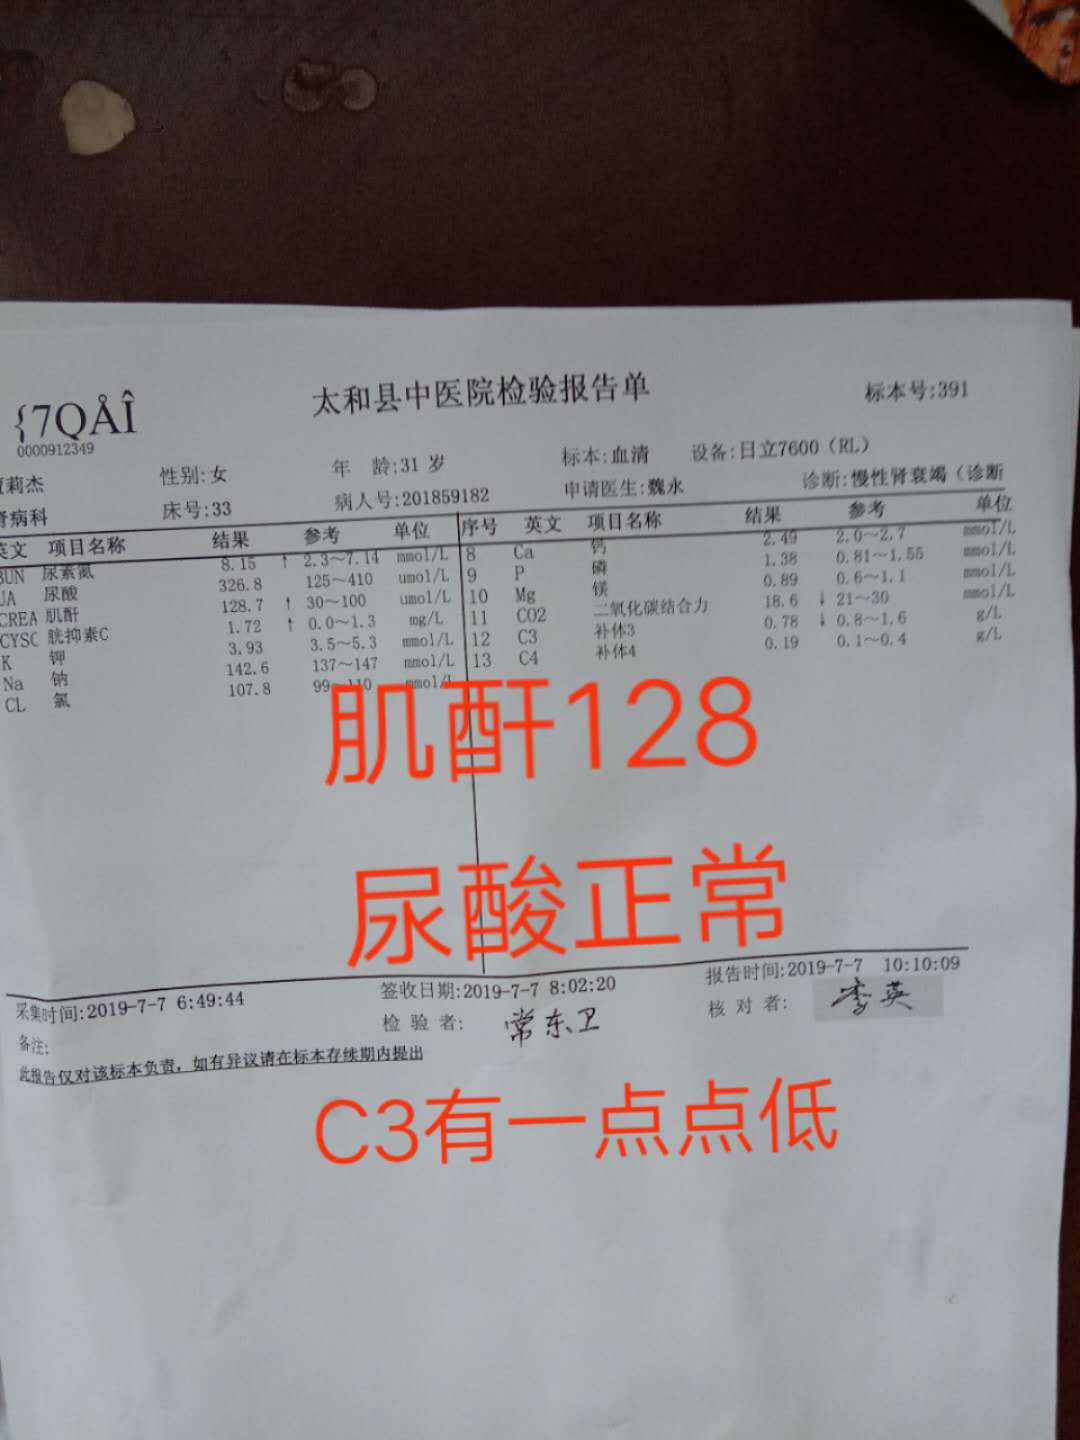 {7QÅÎ
太和县中医院检验报告单
标本号:391
0000912349
莉杰
性别:女
年 龄:31 岁
标本:血清
设备:日立7600（RL）
肾病科
床号:33
病人号:201859182
申请医生:魏永
诊断:慢性肾衰竭（诊断
英文 项目名称 结果 参考 单位 序号 英文 项目名称 结果 参考 单位
BUN 尿素氮 8.15 ↑ 2.3～7.14 mmol/L 8 Ca 钙 2.49 2.0～2.7 mmol/L
UA 尿酸 326.8 125～410 umol/L 9 P 磷 1.38 0.81～1.55 mmol/L
CREA 肌酐 128.7 ↑ 30～100 umol/L 10 Mg 镁 0.89 0.6～1.1 mmol/L
CYSC 胱抑素C 1.72 ↑ 0.0～1.3 mg/L 11 CO2 二氧化碳结合力 18.6 ↓ 21～30 mmol/L
K 钾 3.93 3.5～5.3 mmol/L 12 C3 补体3 0.78 ↓ 0.8～1.6 g/L
Na 钠 142.6 137～147 mmol/L 13 C4 补体4 0.19 0.1～0.4 g/L
CL 氯 107.8 99～110 mmol/L
肌酐128
尿酸正常
采集时间:2019-7-7 6:49:44
签收日期:2019-7-7 8:02:20
报告时间:2019-7-7 10:10:09
备注:
检 验 者: 常东卫
核 对 者: 李英
此报告仅对该标本负责，如有异议请在标本存续期内提出
C3有一点点低